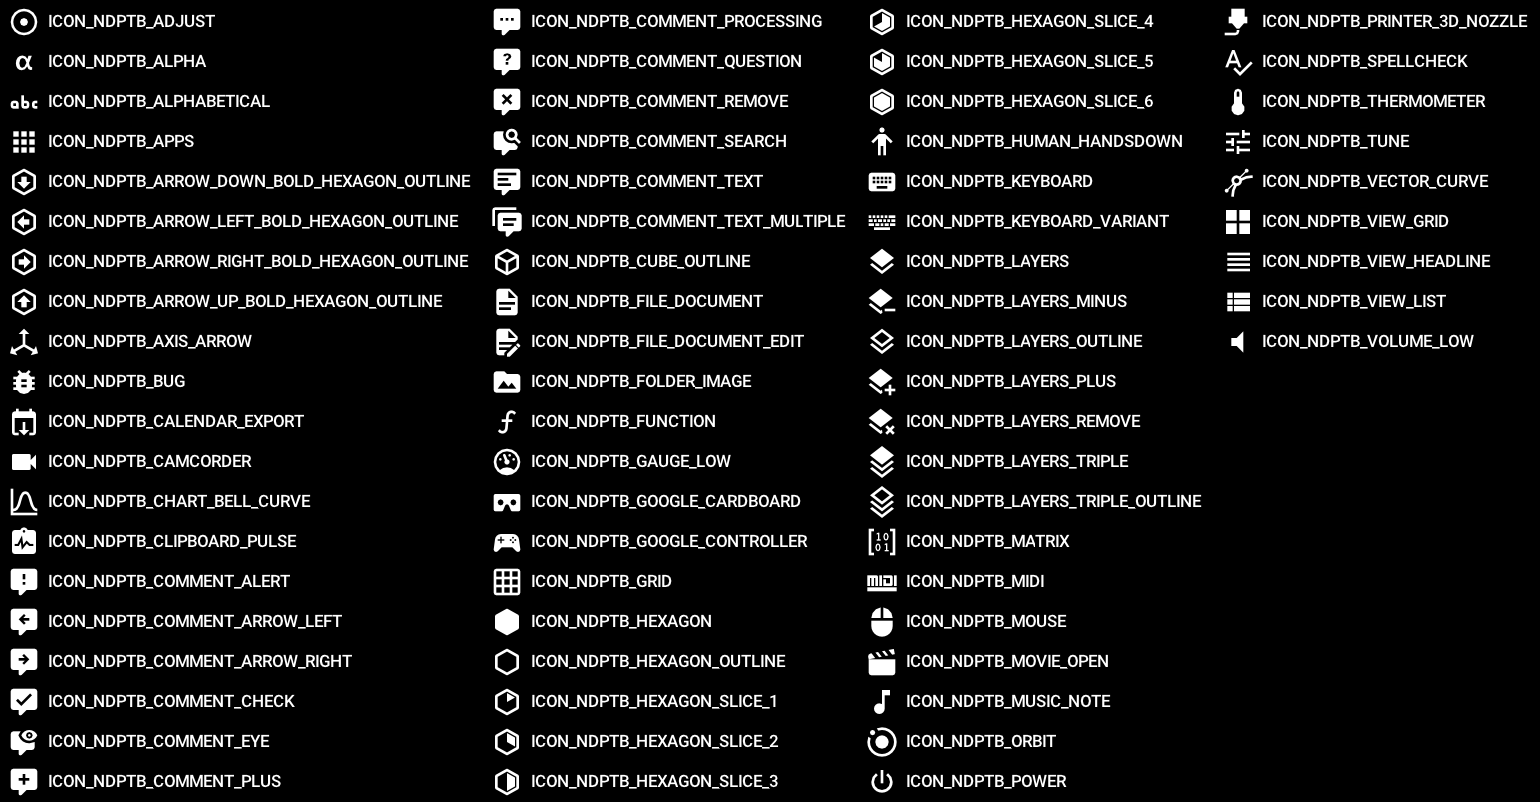 ICON_NDPTB_ADJUST
ICON_NDPTB_ALPHA
ICON_NDPTB_ALPHABETICAL
ICON_NDPTB_APPS
ICON_NDPTB_ARROW_DOWN_BOLD_HEXAGON_OUTLINE
ICON_NDPTB_ARROW_LEFT_BOLD_HEXAGON_OUTLINE
ICON_NDPTB_ARROW_RIGHT_BOLD_HEXAGON_OUTLINE
ICON_NDPTB_ARROW_UP_BOLD_HEXAGON_OUTLINE
ICON_NDPTB_AXIS_ARROW
ICON_NDPTB_BUG
ICON_NDPTB_CALENDAR_EXPORT
ICON_NDPTB_CAMCORDER
ICON_NDPTB_CHART_BELL_CURVE
ICON_NDPTB_CLIPBOARD_PULSE
ICON_NDPTB_COMMENT_ALERT
ICON_NDPTB_COMMENT_ARROW_LEFT
ICON_NDPTB_COMMENT_ARROW_RIGHT
ICON_NDPTB_COMMENT_CHECK
ICON_NDPTB_COMMENT_EYE
ICON_NDPTB_COMMENT_PLUS
ICON_NDPTB_COMMENT_PROCESSING
ICON_NDPTB_COMMENT_QUESTION
ICON_NDPTB_COMMENT_REMOVE
ICON_NDPTB_COMMENT_SEARCH
ICON_NDPTB_COMMENT_TEXT
ICON_NDPTB_COMMENT_TEXT_MULTIPLE
ICON_NDPTB_CUBE_OUTLINE
ICON_NDPTB_FILE_DOCUMENT
ICON_NDPTB_FILE_DOCUMENT_EDIT
ICON_NDPTB_FOLDER_IMAGE
ICON_NDPTB_FUNCTION
ICON_NDPTB_GAUGE_LOW
ICON_NDPTB_GOOGLE_CARDBOARD
ICON_NDPTB_GOOGLE_CONTROLLER
ICON_NDPTB_GRID
ICON_NDPTB_HEXAGON
ICON_NDPTB_HEXAGON_OUTLINE
ICON_NDPTB_HEXAGON_SLICE_1
ICON_NDPTB_HEXAGON_SLICE_2
ICON_NDPTB_HEXAGON_SLICE_3
ICON_NDPTB_HEXAGON_SLICE_4
ICON_NDPTB_HEXAGON_SLICE_5
ICON_NDPTB_HEXAGON_SLICE_6
ICON_NDPTB_HUMAN_HANDSDOWN
ICON_NDPTB_KEYBOARD
ICON_NDPTB_KEYBOARD_VARIANT
ICON_NDPTB_LAYERS
ICON_NDPTB_LAYERS_MINUS
ICON_NDPTB_LAYERS_OUTLINE
ICON_NDPTB_LAYERS_PLUS
ICON_NDPTB_LAYERS_REMOVE
ICON_NDPTB_LAYERS_TRIPLE
ICON_NDPTB_LAYERS_TRIPLE_OUTLINE
ICON_NDPTB_MATRIX
ICON_NDPTB_MIDI
ICON_NDPTB_MOUSE
ICON_NDPTB_MOVIE_OPEN
ICON_NDPTB_MUSIC_NOTE
ICON_NDPTB_ORBIT
ICON_NDPTB_POWER
ICON_NDPTB_PRINTER_3D_NOZZLE
ICON_NDPTB_SPELLCHECK
ICON_NDPTB_THERMOMETER
ICON_NDPTB_TUNE
ICON_NDPTB_VECTOR_CURVE
ICON_NDPTB_VIEW_GRID
ICON_NDPTB_VIEW_HEADLINE
ICON_NDPTB_VIEW_LIST
ICON_NDPTB_VOLUME_LOW